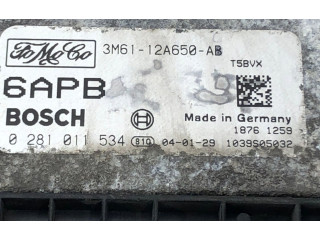 FoMoCo 3M61-12A650-AB
T5BVX
6APB
BOSCH
Made in Germany
1876 1259
0 281 011 534 810 04-01-29 1039S05032